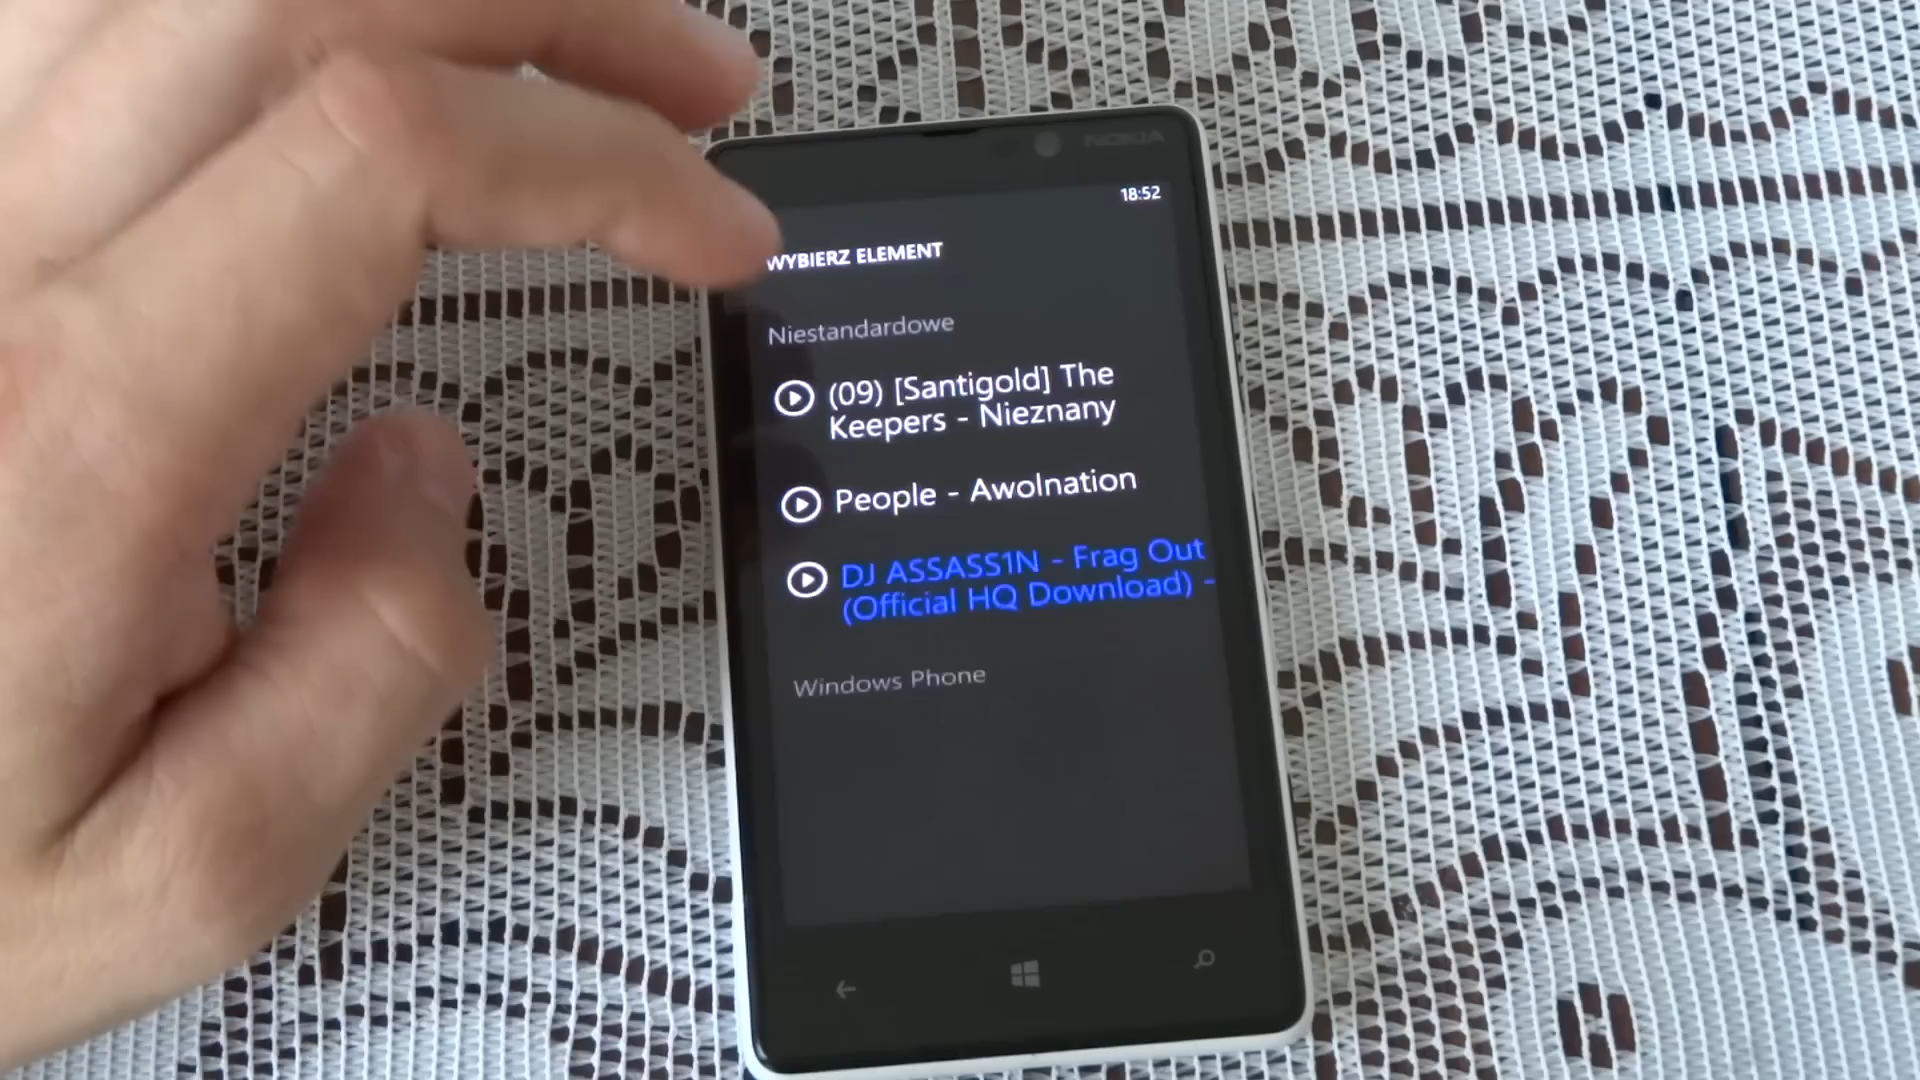 NOKIA
18:52
WYBIERZ ELEMENT
Niestandardowe
(09) [Santigold] The
Keepers - Nieznany
People - Awolnation
DJ ASSASS1N - Frag Out
(Official HQ Download) -
Windows Phone